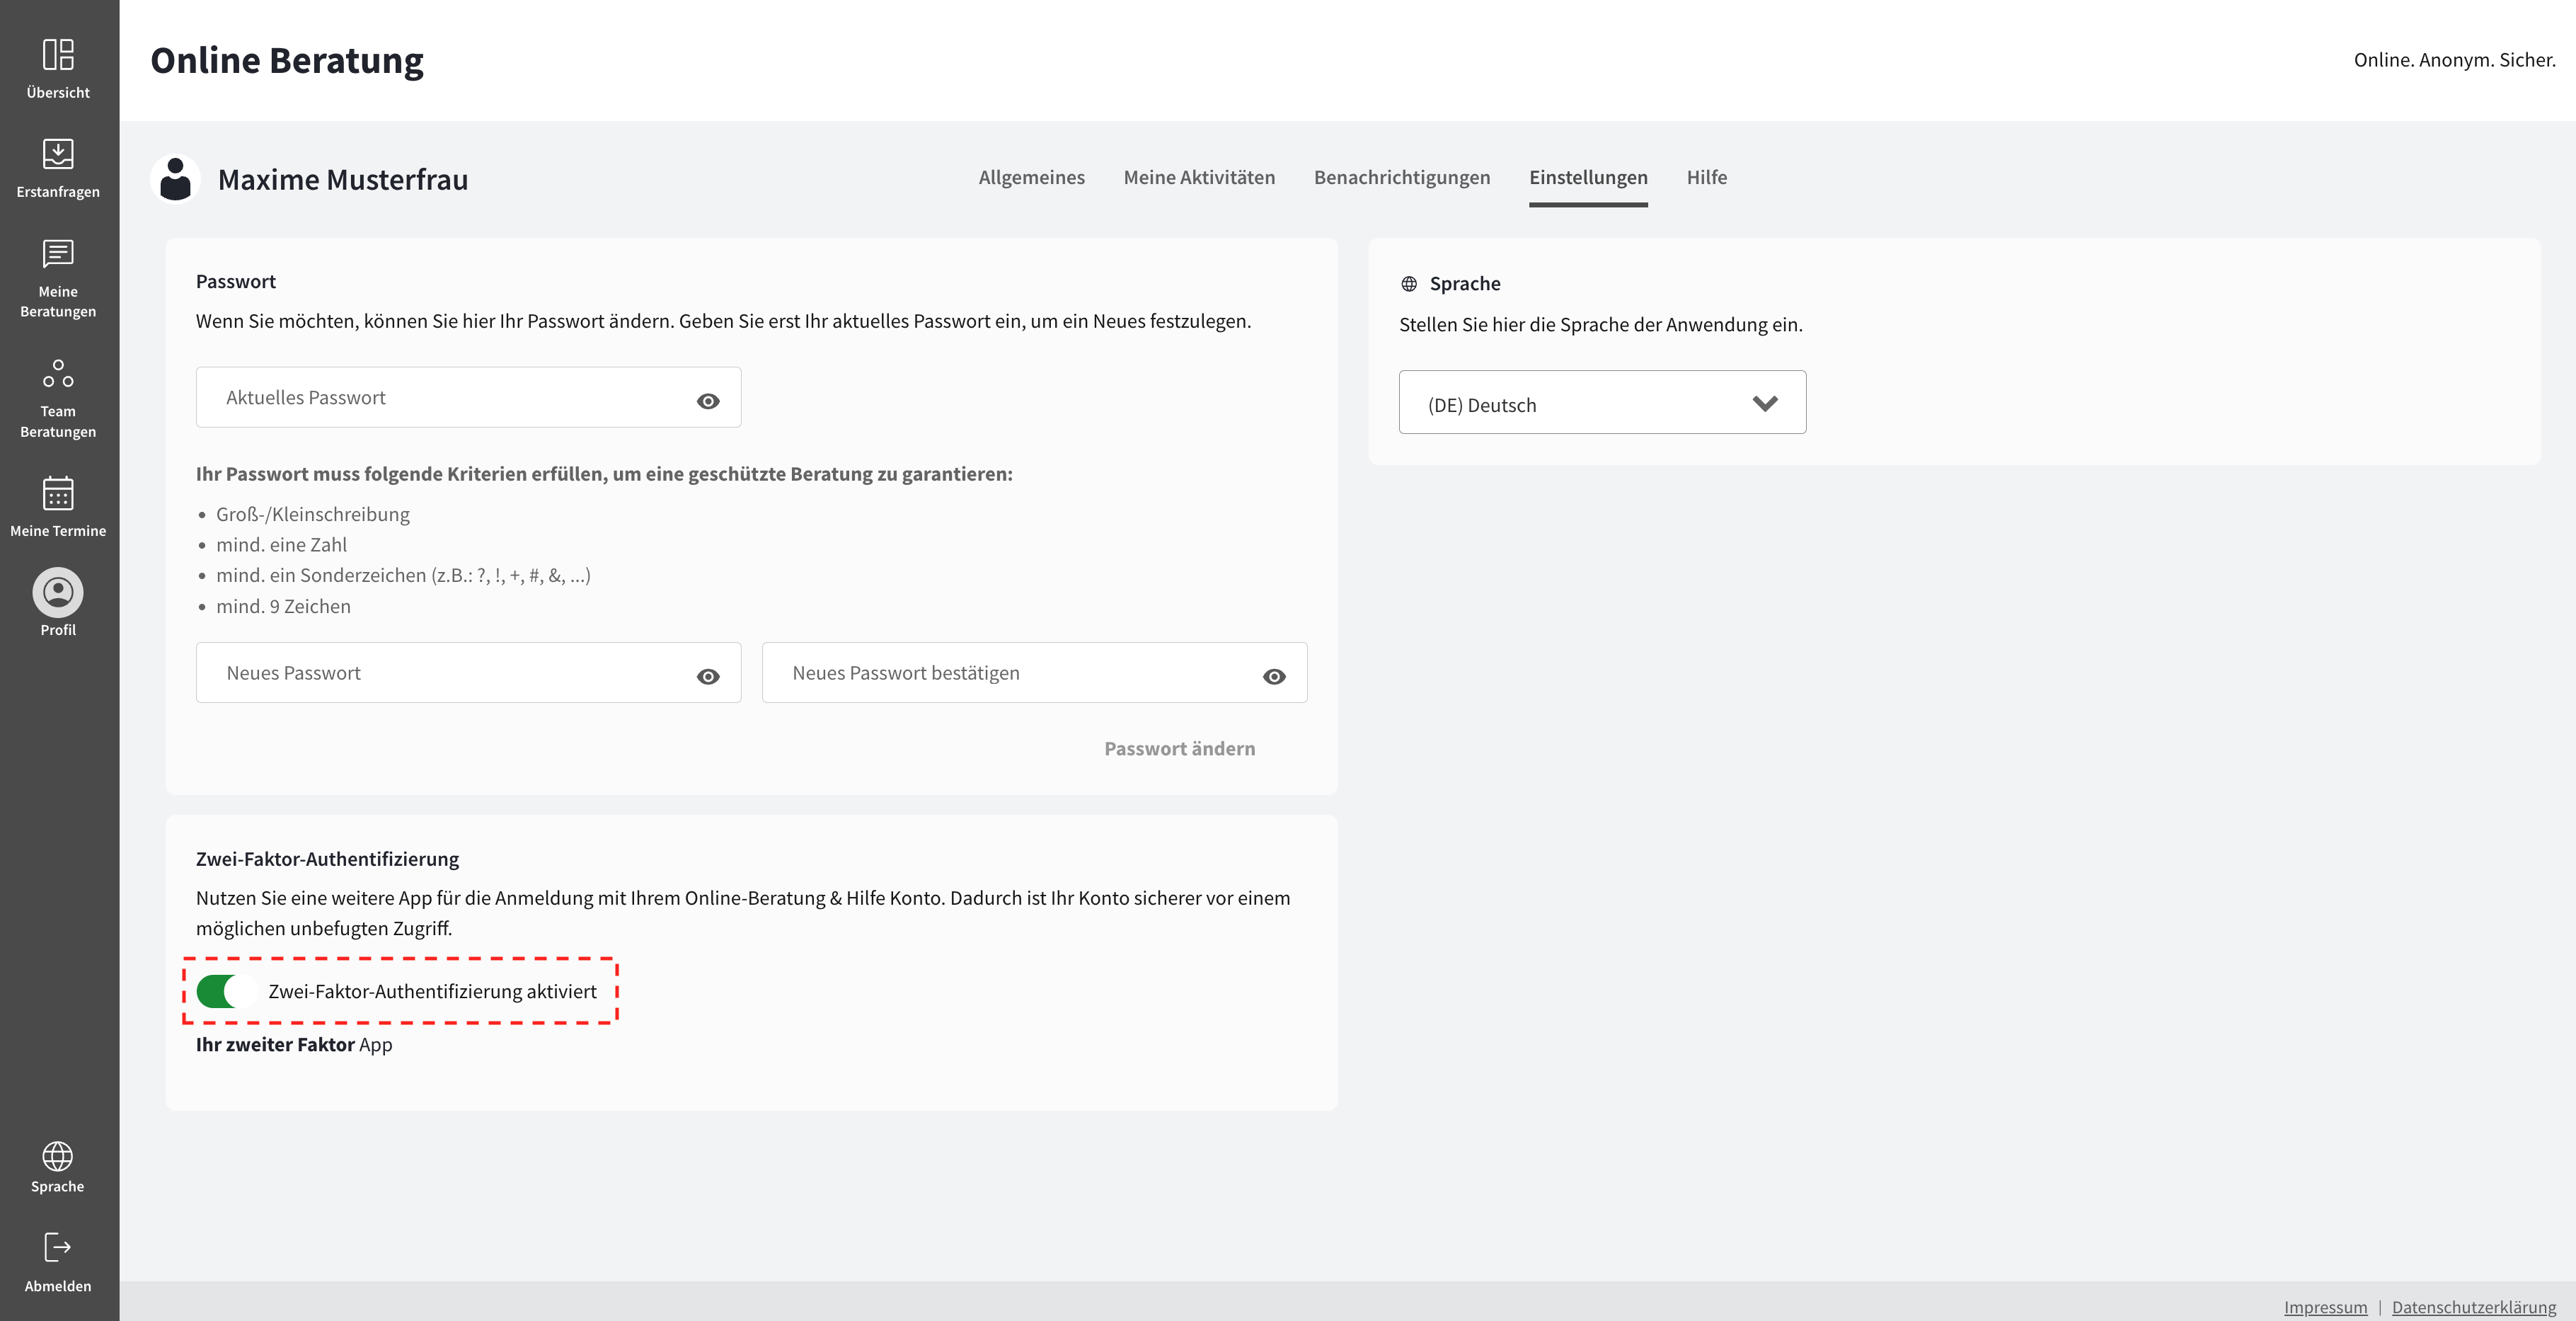 Übersicht
Erstanfragen
Meine
Beratungen
Team
Beratungen
Meine Termine
Profil
Sprache
Abmelden
Online Beratung
Online. Anonym. Sicher.
Maxime Musterfrau
Allgemeines
Meine Aktivitäten
Benachrichtigungen
Einstellungen
Hilfe
Passwort
Wenn Sie möchten, können Sie hier Ihr Passwort ändern. Geben Sie erst Ihr aktuelles Passwort ein, um ein Neues festzulegen.
Aktuelles Passwort
Ihr Passwort muss folgende Kriterien erfüllen, um eine geschützte Beratung zu garantieren:
• Groß-/Kleinschreibung
• mind. eine Zahl
• mind. ein Sonderzeichen (z.B.: ?, !, +, #, &, ...)
• mind. 9 Zeichen
Neues Passwort
Neues Passwort bestätigen
Passwort ändern
Zwei-Faktor-Authentifizierung
Nutzen Sie eine weitere App für die Anmeldung mit Ihrem Online-Beratung & Hilfe Konto. Dadurch ist Ihr Konto sicherer vor einem
möglichen unbefugten Zugriff.
Zwei-Faktor-Authentifizierung aktiviert
Ihr zweiter Faktor App
Sprache
Stellen Sie hier die Sprache der Anwendung ein.
(DE) Deutsch
Impressum | Datenschutzerklärung